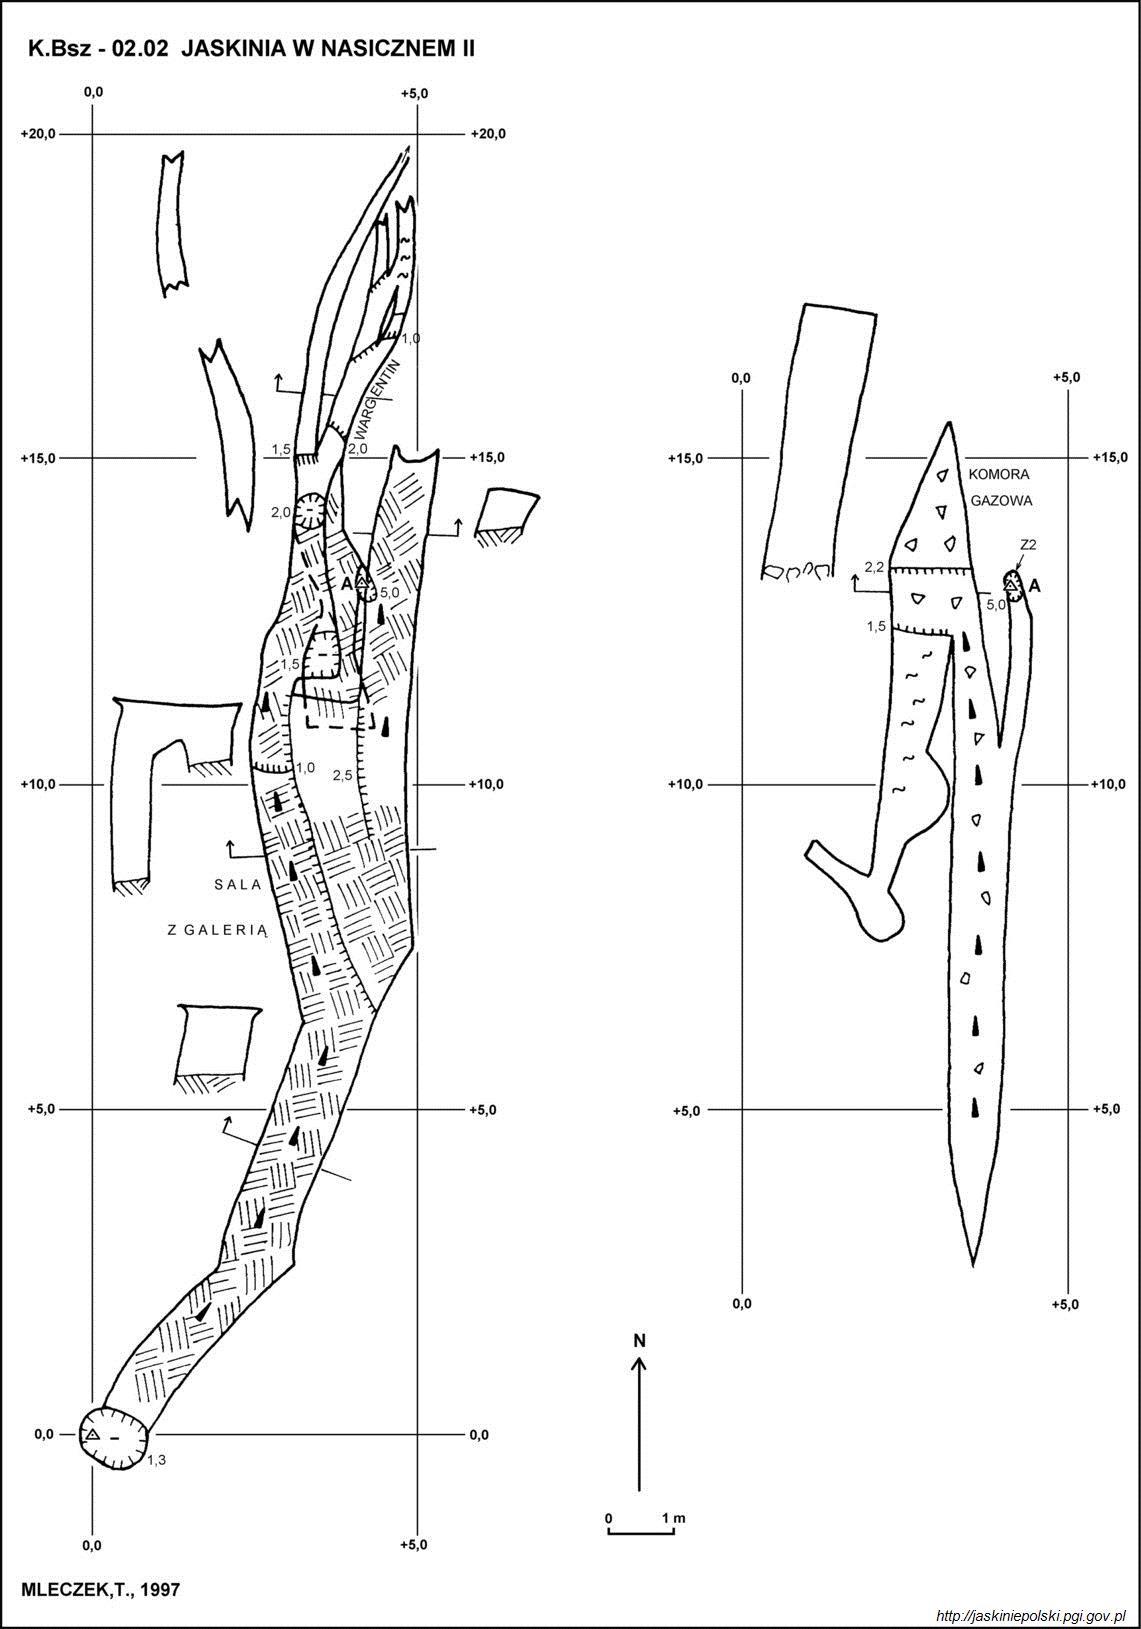 K.Bsz - 02.02 JASKINIA W NASICZNEM II
0,0
+5,0
+20,0
+20,0
1,0
WARGENTIN
0,0
+5,0
+15,0
1,5
2,0
+15,0
+15,0
+15,0
KOMORA
GAZOWA
2,0
Z2
2,2
A
5,0
A
5,0
1,5
1,5
1,0
2,5
+10,0
+10,0
+10,0
+10,0
SALA
Z GALERIĄ
+5,0
+5,0
+5,0
+5,0
0,0
+5,0
N
0,0
0,0
1,3
0 1 m
0,0
+5,0
MLECZEK,T., 1997
http://jaskiniepolski.pgi.gov.pl